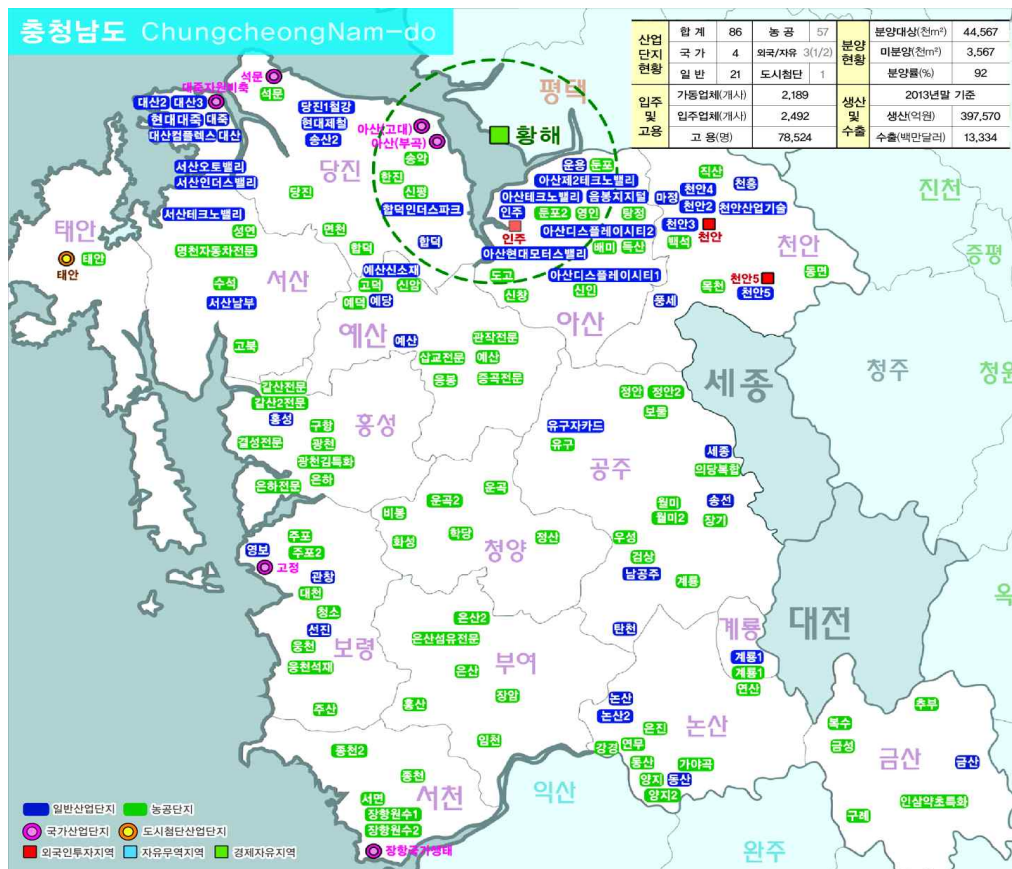 충청남도 ChungcheongNam-do
산업단지현황 합 계 86 농 공 57 분양현황 분양대상(천m²) 44,567
국 가 4 외국/자유 3(1/2) 미분양(천m²) 3,567
일 반 21 도시첨단 1 분양률(%) 92
입주 및 고용 가동업체(개사) 2,189 생산 및 수출 2013년말 기준
입주업체(개사) 2,492 생산(억원) 397,570
고 용(명) 78,524 수출(백만달러) 13,334
석문
대죽자원비축 석문
대산2 대산3
현대대죽 대죽
대산컴플렉스 대산
당진1철강
현대제철
송산2
평택
황해
아산(고대)
아산(부곡)
송악
당진
한진
신평
당진
합덕인더스파크
서산오토밸리
서산인더스밸리
서산테크노밸리
성연
명천자동차전문
면천
합덕
합덕
태안
태안
태안
수석
서산남부
서산
고북
운용 둔포
아산제2테크노밸리
아산테크노밸리 음봉지지털
인주 둔포2 영인 탕정
인주
아산디스플레이시티2
아산현대모터스밸리 배미 득산
도고 아산디스플레이시티1
신창 신인
아산
직산
천안4 천흥
마정 천안2 천안산업기술
천안3
백석 천안
천안
천안5
목천 천안5 동면
풍세
진천
증평
예산신소재
고덕 신암
예덕 예당
예산
예산
관작전문
삽교전문 예산
응봉 증곡전문
갈산전문
갈산2전문
홍성
구항
결성전문 광천
광천김특화
은하전문 은하
홍성
정안 정안2
보물
유구자카드
유구
공주
세종
세종
의당복합
월미 송선
월미2 장기
청주
청원
운곡
운곡2
비봉
화성 학당
청양
정산
우성
검상
남공주
계룡
주포
영보 주포2
고정
관창
대천
청소
선진
웅천
웅천석재
보령
주산
은산2
은산섬유전문
부여
은산
홍산 장암
임천
탄천
계룡
계룡1
계룡1
연산
대전
옥
논산
논산2
은진
논산
강경 연무
동산 가야곡
양지 동산
양지2
추부
복수
금성 금산
금산
인삼약초특화
구례
종천2
종천
서천
서면
장항원수1
장항원수2
장항국가생태
익산
완주
일반산업단지 농공단지
국가산업단지 도시첨단산업단지
외국인투자지역 자유무역지역 경제자유지역